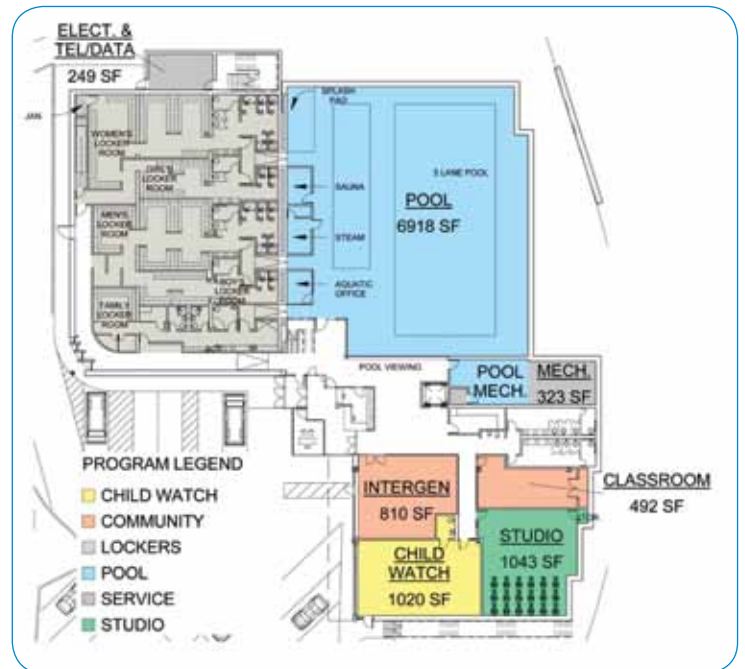 ELECT. &
TEL/DATA
249 SF
JAN
WOMEN'S
LOCKER
ROOM
GIRL'S
LOCKER
ROOM
MEN'S
LOCKER
ROOM
BOY'S
LOCKER
ROOM
FAMILY
LOCKER
ROOM
SPLASH
PAD
SAUNA
STEAM
AQUATIC
OFFICE
5 LANE POOL
POOL
6918 SF
POOL VIEWING
POOL
MECH.
MECH.
323 SF
CLASSROOM
492 SF
INTERGEN
810 SF
STUDIO
1043 SF
CHILD
WATCH
1020 SF
PROGRAM LEGEND
CHILD WATCH
COMMUNITY
LOCKERS
POOL
SERVICE
STUDIO